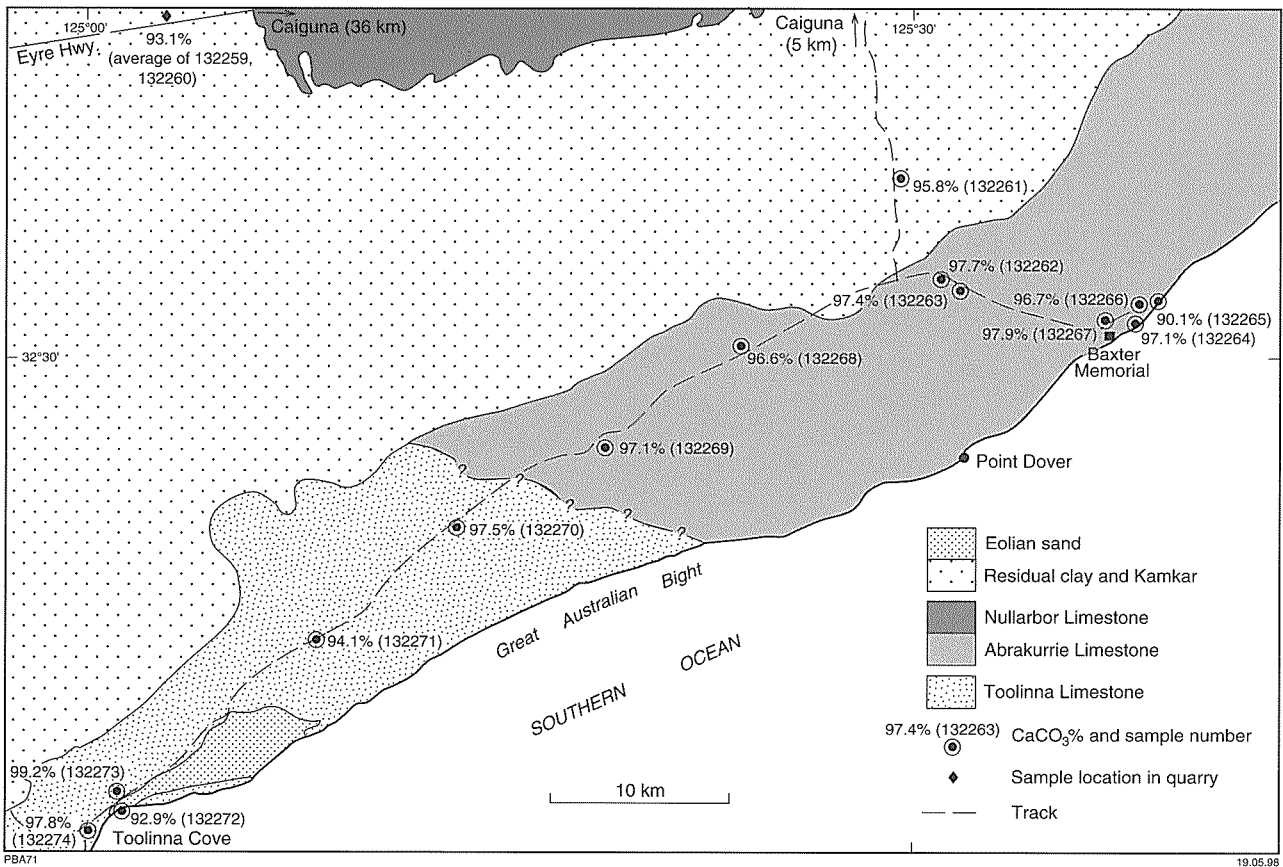 125°00'
Caiguna (36 km)
Eyre Hwy.
93.1%
(average of 132259,
132260)
Caiguna
(5 km)
125°30'
95.8% (132261)
97.7% (132262)
97.4% (132263)
96.7% (132266)
90.1% (132265)
97.9% (132267)
97.1% (132264)
Baxter
Memorial
32°30'
96.6% (132268)
97.1% (132269)
Point Dover
?
?
?
?
?
97.5% (132270)
94.1% (132271)
Great Australian Bight
SOUTHERN OCEAN
99.2% (132273)
92.9% (132272)
97.8%
(132274)
Toolinna Cove
10 km
Eolian sand
Residual clay and Kamkar
Nullarbor Limestone
Abrakurrie Limestone
Toolinna Limestone
97.4% (132263)
CaCO₃% and sample number
Sample location in quarry
Track
PBA71
19.05.98